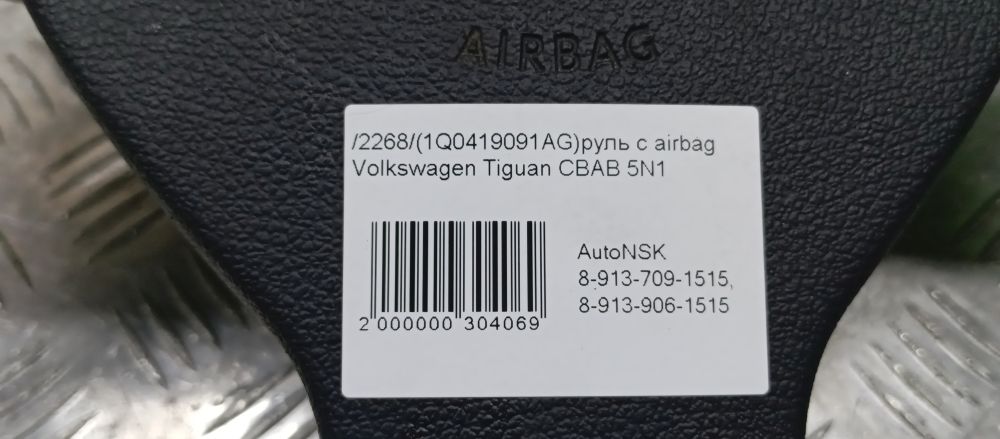 AIRBAG
/2268/(1Q0419091AG)руль с airbag
Volkswagen Tiguan CBAB 5N1
AutoNSK
8-913-709-1515,
8-913-906-1515
2 000000 304069